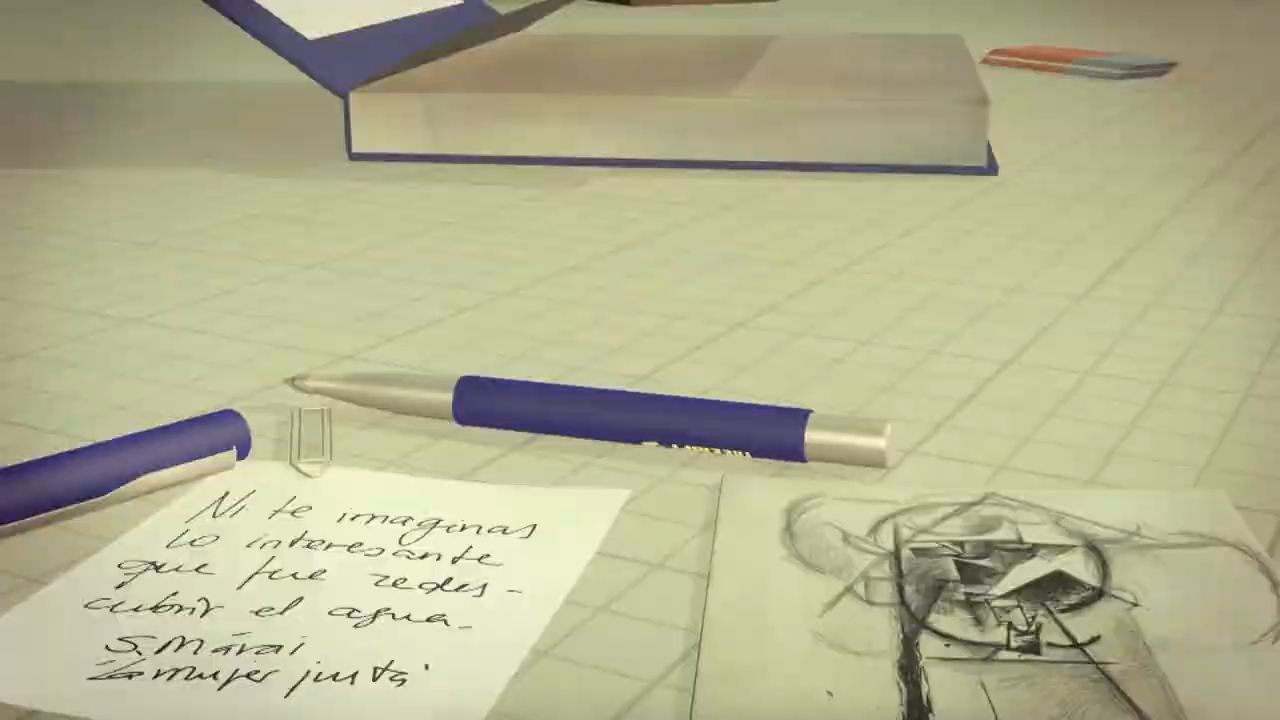 Ni te imaginas
lo interesante
que fue redes-
cubrir el agua.
S. Márai
"La mujer justa"